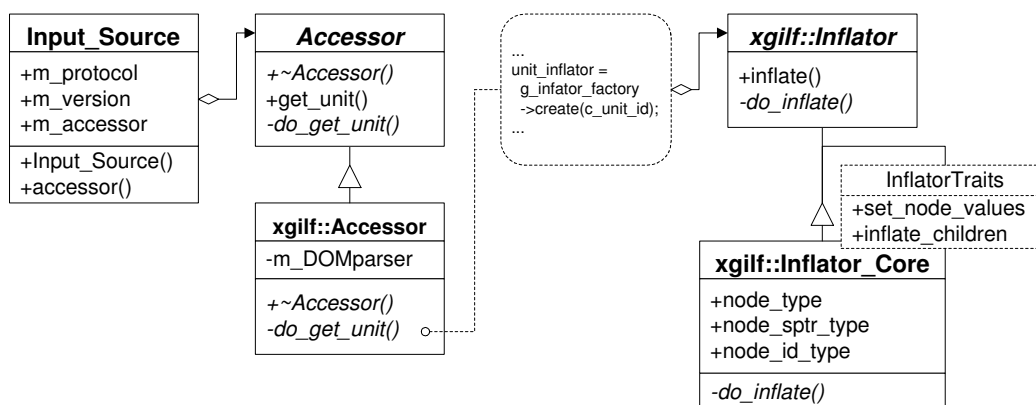 Input_Source
+m_protocol
+m_version
+m_accessor
+Input_Source()
+accessor()
Accessor
+~Accessor()
+get_unit()
-do_get_unit()
xgilf::Accessor
-m_DOMparser
+~Accessor()
-do_get_unit()
...
unit_inflator =
g_infator_factory
->create(c_unit_id);
...
xgilf::Inflator
+inflate()
-do_inflate()
InflatorTraits
+set_node_values
+inflate_children
xgilf::Inflator_Core
+node_type
+node_sptr_type
+node_id_type
-do_inflate()